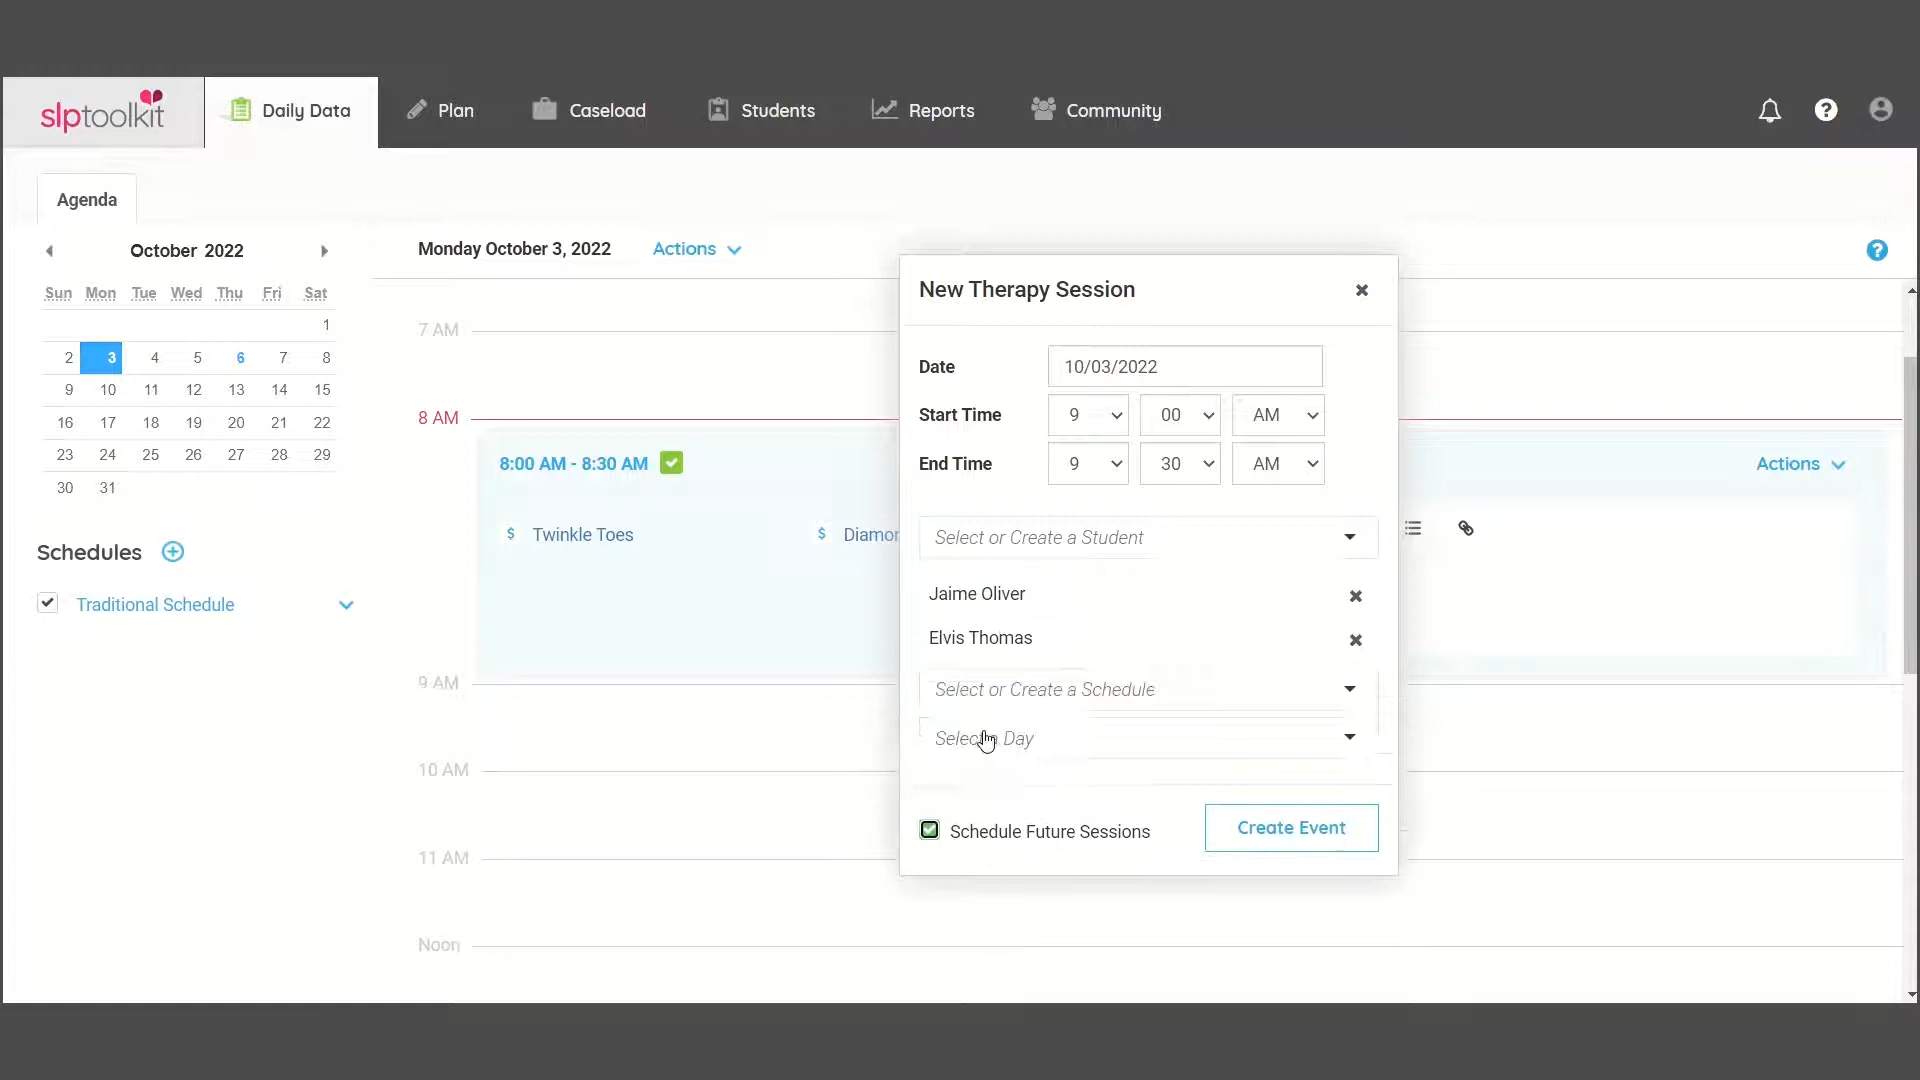 slptoolkit
Daily Data
Plan
Caseload
Students
Reports
Community
Agenda
October 2022
Sun Mon Tue Wed Thu Fri Sat
1
2 3 4 5 6 7 8
9 10 11 12 13 14 15
16 17 18 19 20 21 22
23 24 25 26 27 28 29
30 31
Schedules
Traditional Schedule
Monday October 3, 2022 Actions
7 AM
8 AM
8:00 AM - 8:30 AM
Actions
$ Twinkle Toes
$ Diamon
9 AM
10 AM
11 AM
Noon
New Therapy Session
Date 10/03/2022
Start Time 9 00 AM
End Time 9 30 AM
Select or Create a Student
Jaime Oliver
Elvis Thomas
Select or Create a Schedule
Day
Schedule Future Sessions
Create Event